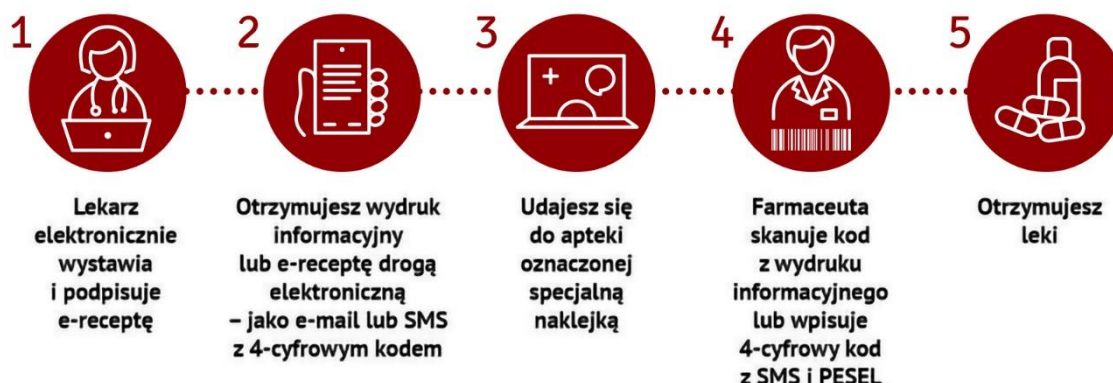 1
2
3
4
5
Lekarz
elektronicznie
wystawia
i podpisuje
e-receptę
Otrzymujesz wydruk
informacyjny
lub e-receptę drogą
elektroniczną
– jako e-mail lub SMS
z 4-cyfrowym kodem
Udajesz się
do apteki
oznaczonej
specjalną
naklejką
Farmaceuta
skanuje kod
z wydruku
informacyjnego
lub wpisuje
4-cyfrowy kod
z SMS i PESEL
Otrzymujesz
leki